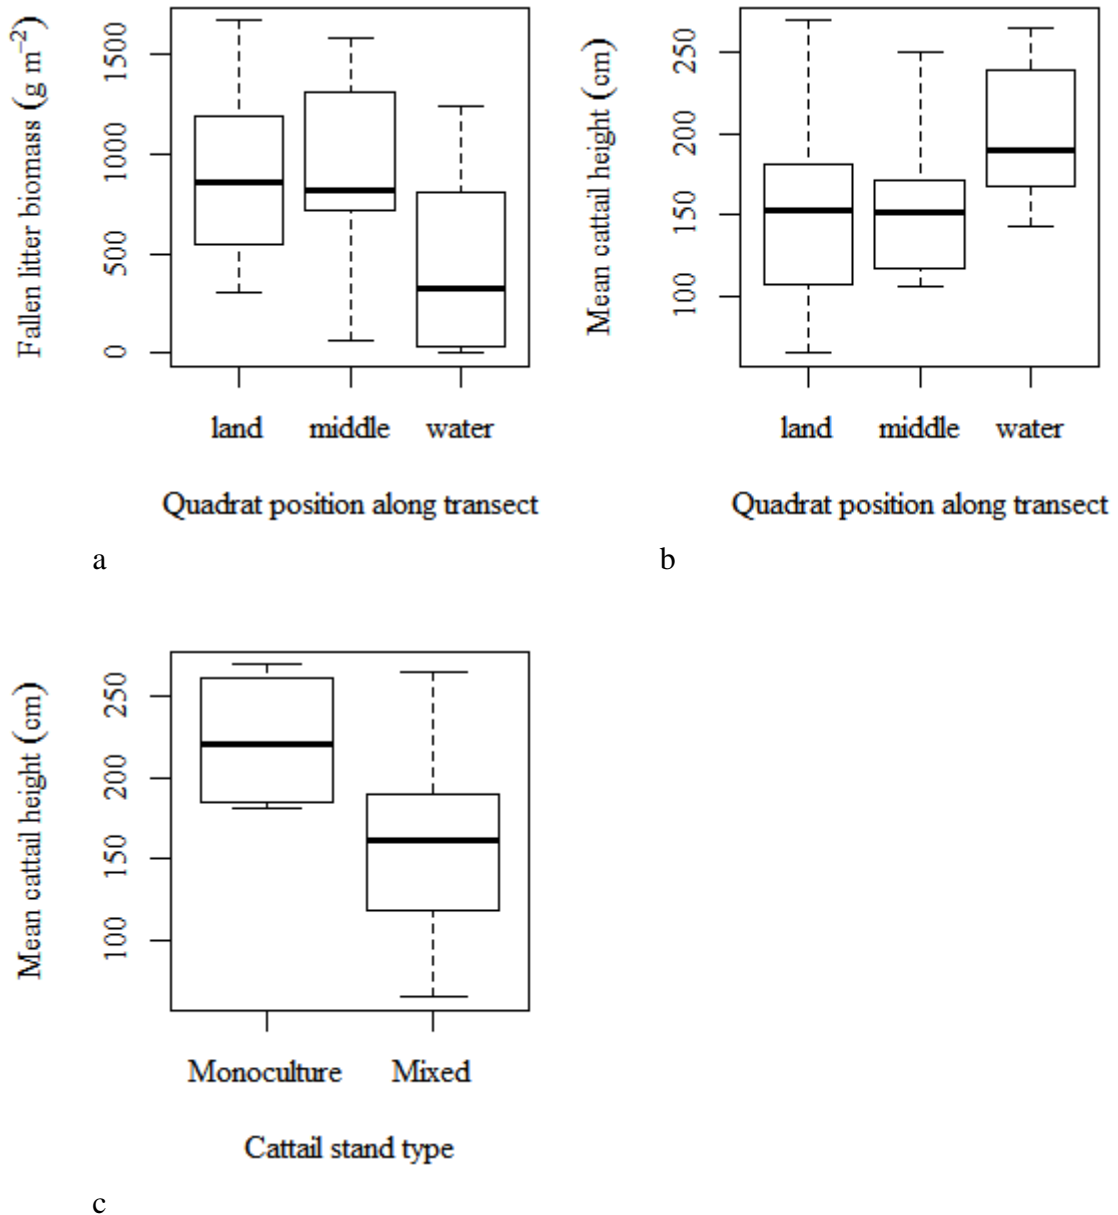 Fallen litter biomass (g m−2)
0
500
1000
1500
land
middle
water
Quadrat position along transect
a
Mean cattail height (cm)
100
150
200
250
land
middle
water
Quadrat position along transect
b
Mean cattail height (cm)
100
150
200
250
Monoculture
Mixed
Cattail stand type
c